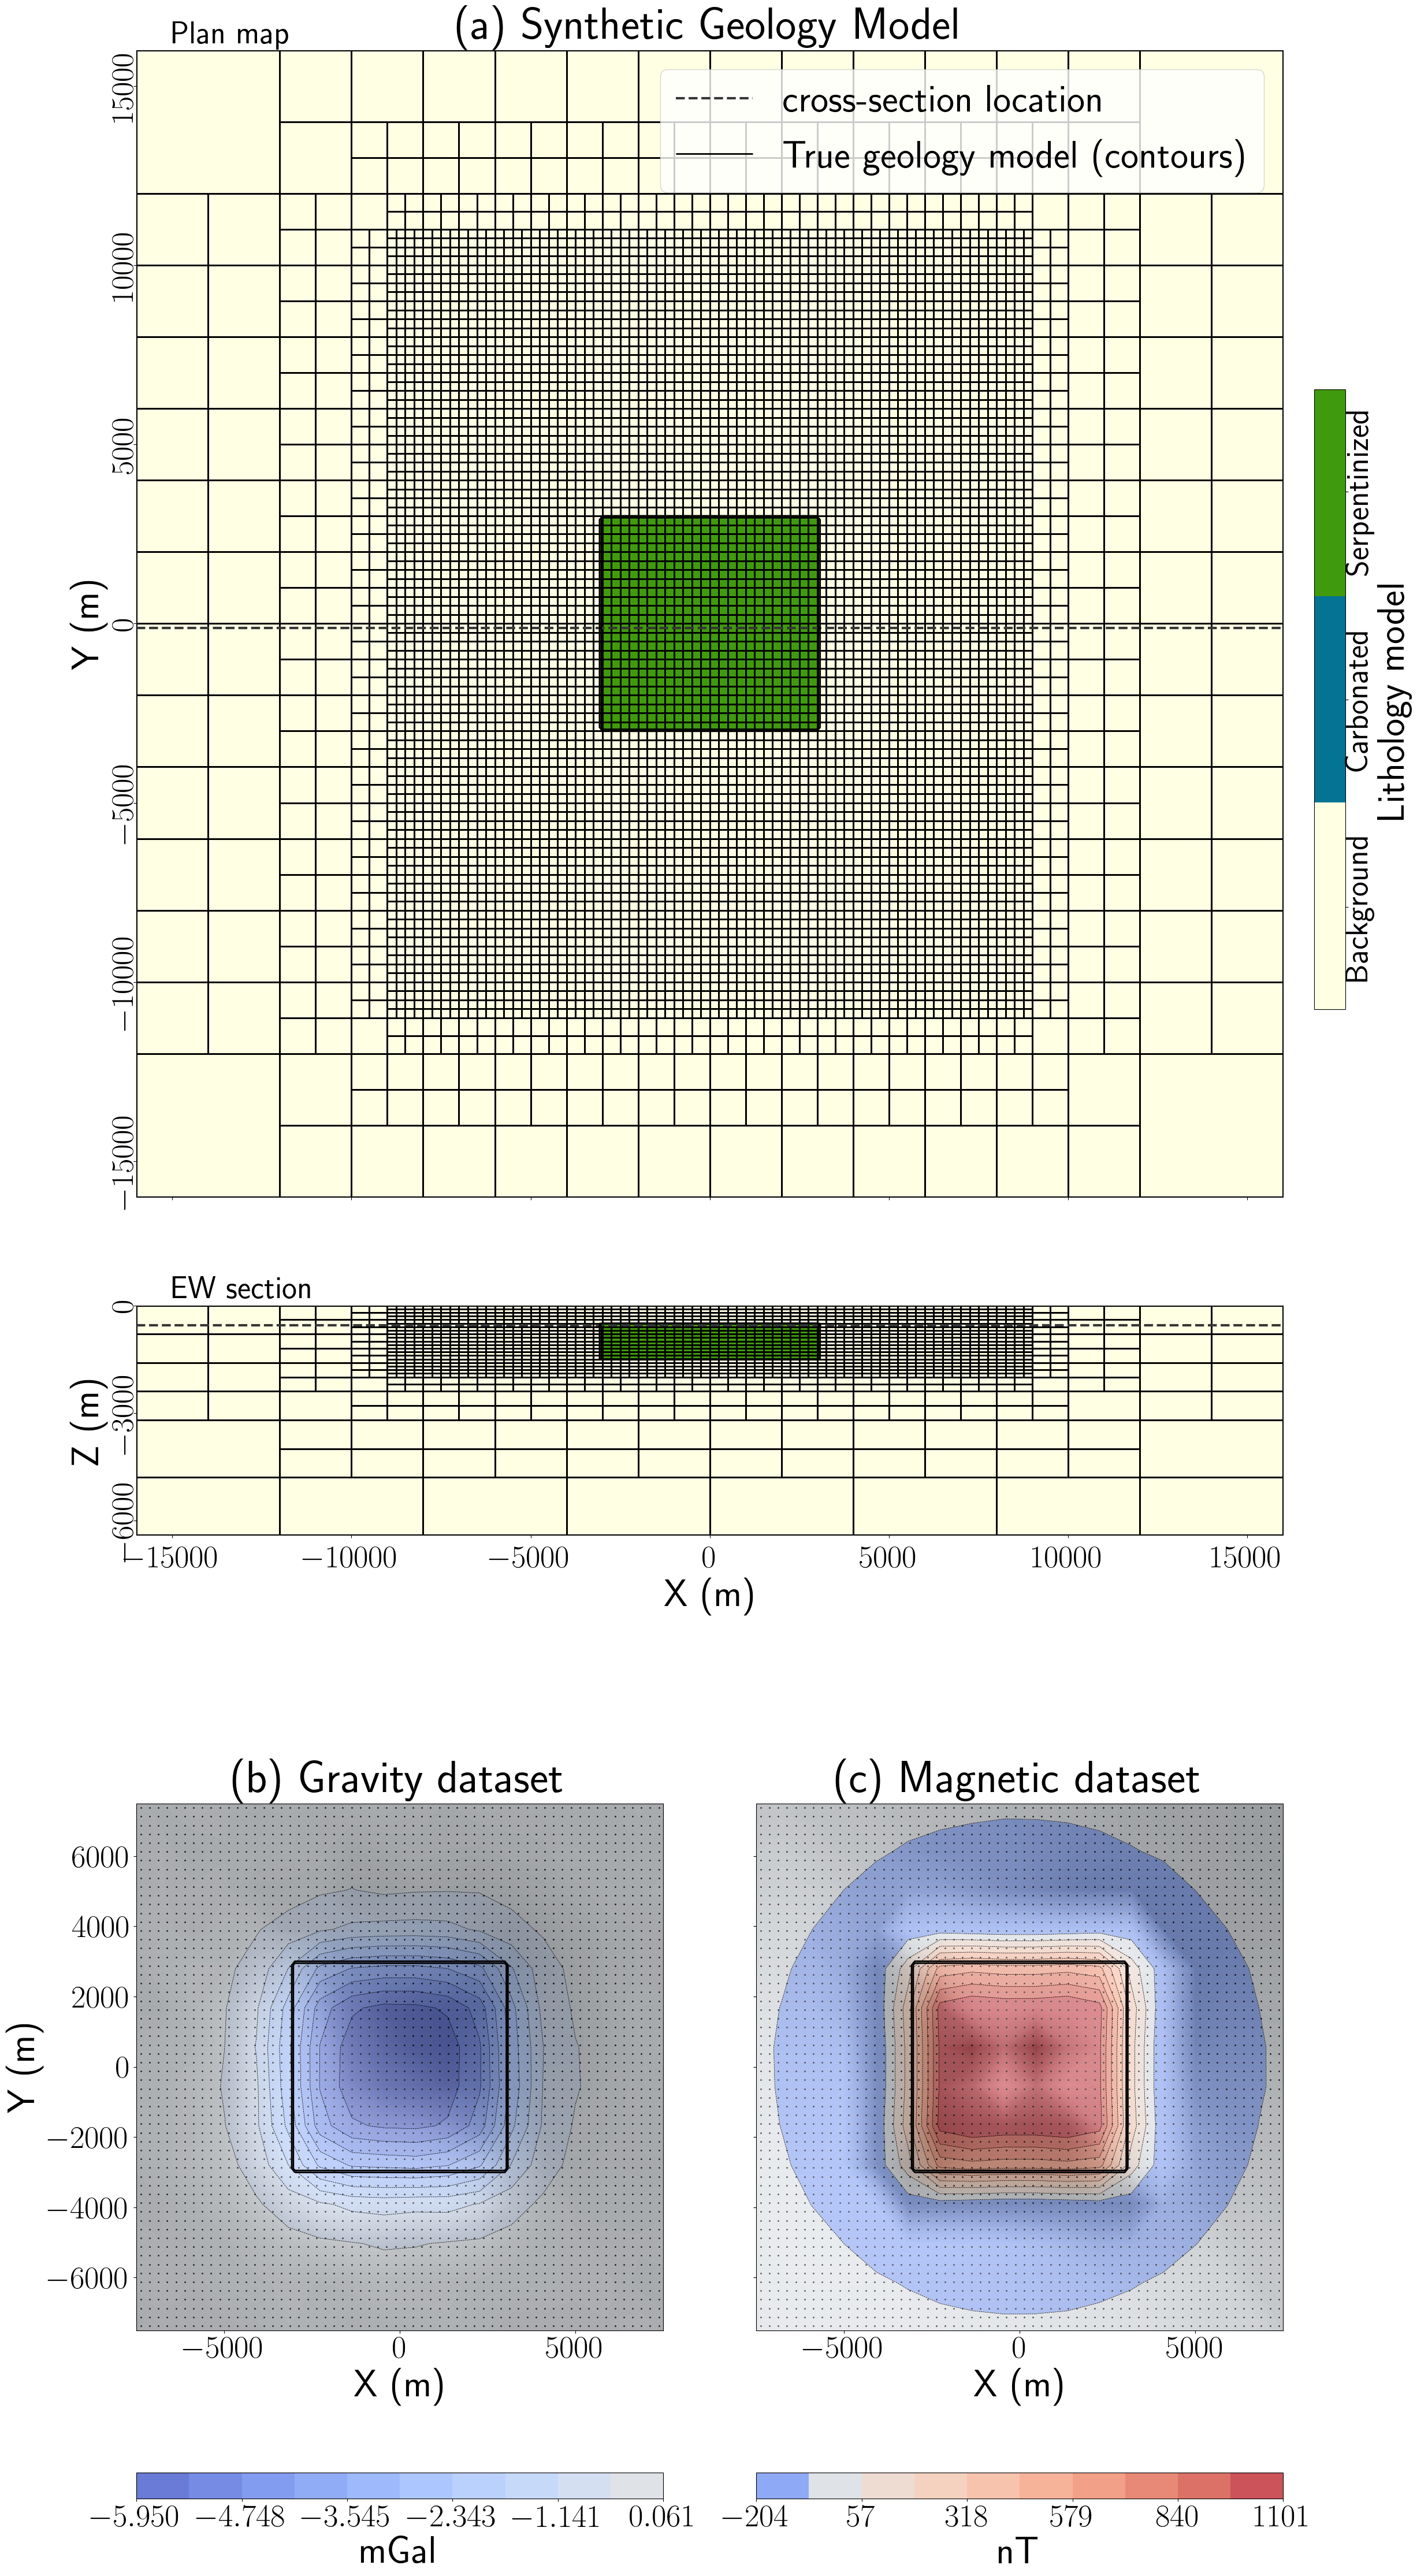 (a) Synthetic Geology Model
Plan map
cross-section location
True geology model (contours)
15000
10000
5000
0
−5000
−10000
−15000
Y (m)
Serpentinized
Carbonated
Background
Lithology model
EW section
0
−3000
−6000
Z (m)
−15000 −10000 −5000 0 5000 10000 15000
X (m)
(b) Gravity dataset
(c) Magnetic dataset
6000
4000
2000
0
−2000
−4000
−6000
Y (m)
−5000 0 5000
X (m)
−5000 0 5000
X (m)
−5.950 −4.748 −3.545 −2.343 −1.141 0.061
mGal
−204 57 318 579 840 1101
nT